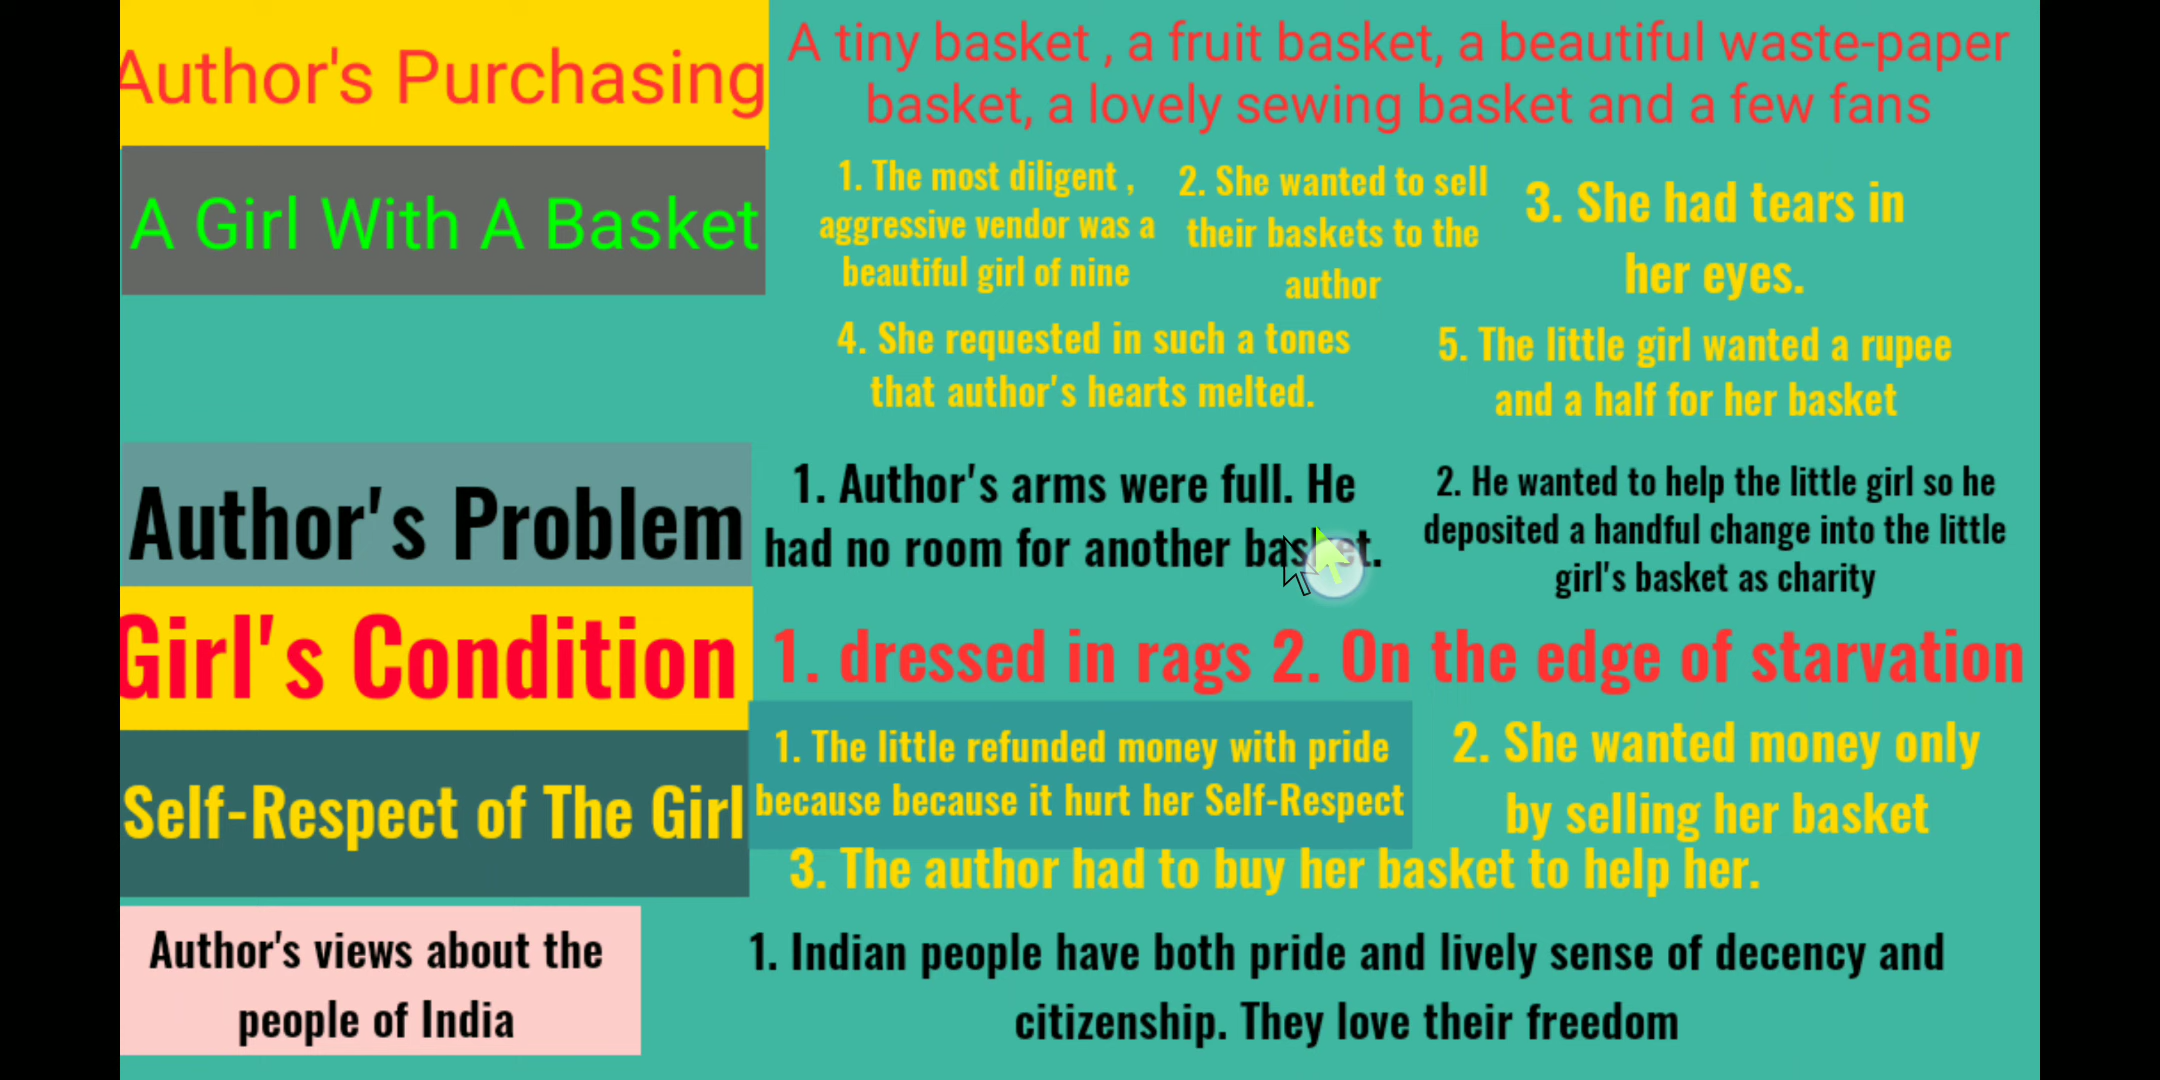 Author's Purchasing
A tiny basket , a fruit basket, a beautiful waste-paper
basket, a lovely sewing basket and a few fans
A Girl With A Basket
1. The most diligent ,
aggressive vendor was a
beautiful girl of nine
2. She wanted to sell
their baskets to the
author
3. She had tears in
her eyes.
4. She requested in such a tones
that author's hearts melted.
5. The little girl wanted a rupee
and a half for her basket
Author's Problem
1. Author's arms were full. He
had no room for another basket.
2. He wanted to help the little girl so he
deposited a handful change into the little
girl's basket as charity
Girl's Condition
1. dressed in rags 2. On the edge of starvation
Self-Respect of The Girl
1. The little refunded money with pride
because because it hurt her Self-Respect
2. She wanted money only
by selling her basket
3. The author had to buy her basket to help her.
Author's views about the
people of India
1. Indian people have both pride and lively sense of decency and
citizenship. They love their freedom